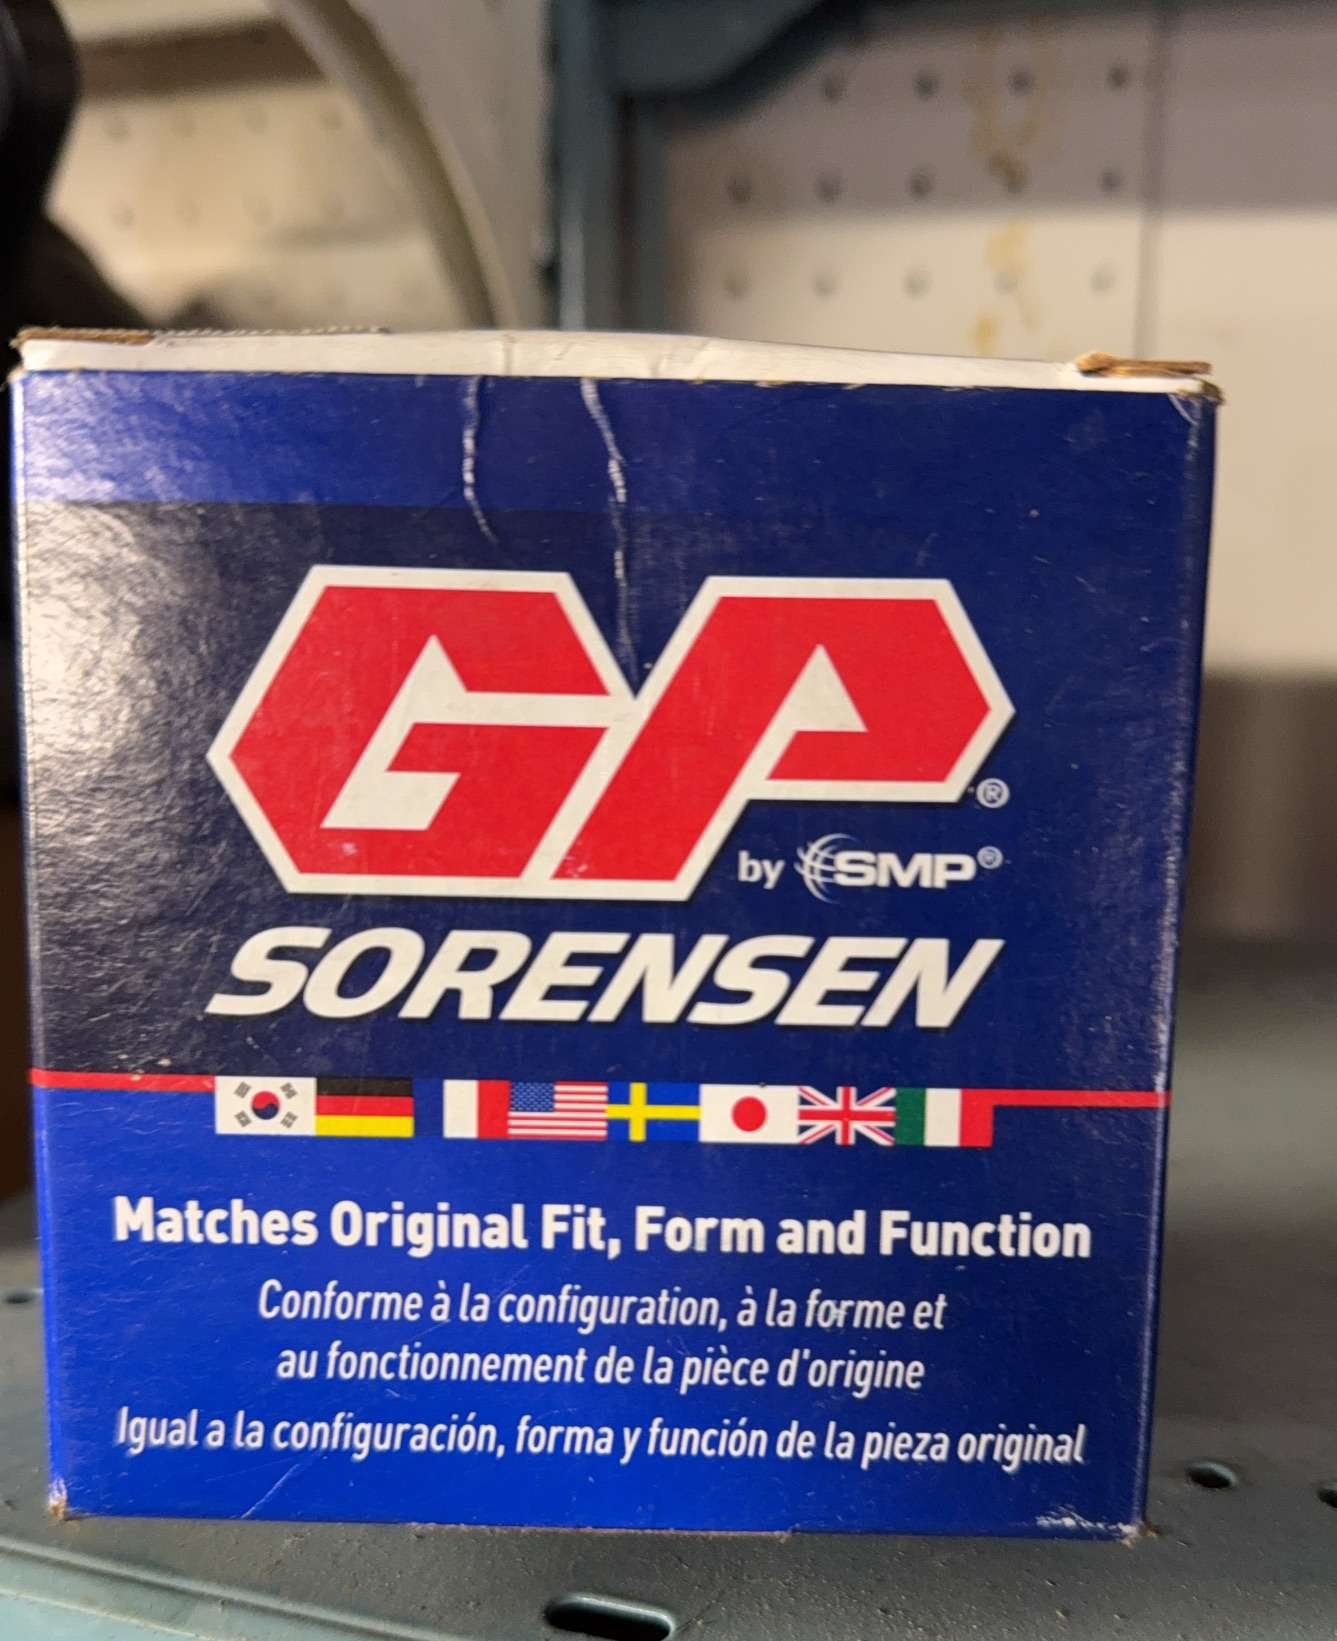 GP®
by SMP®
SORENSEN
Matches Original Fit, Form and Function
Conforme à la configuration, à la forme et
au fonctionnement de la pièce d'origine
Igual a la configuración, forma y función de la pieza original